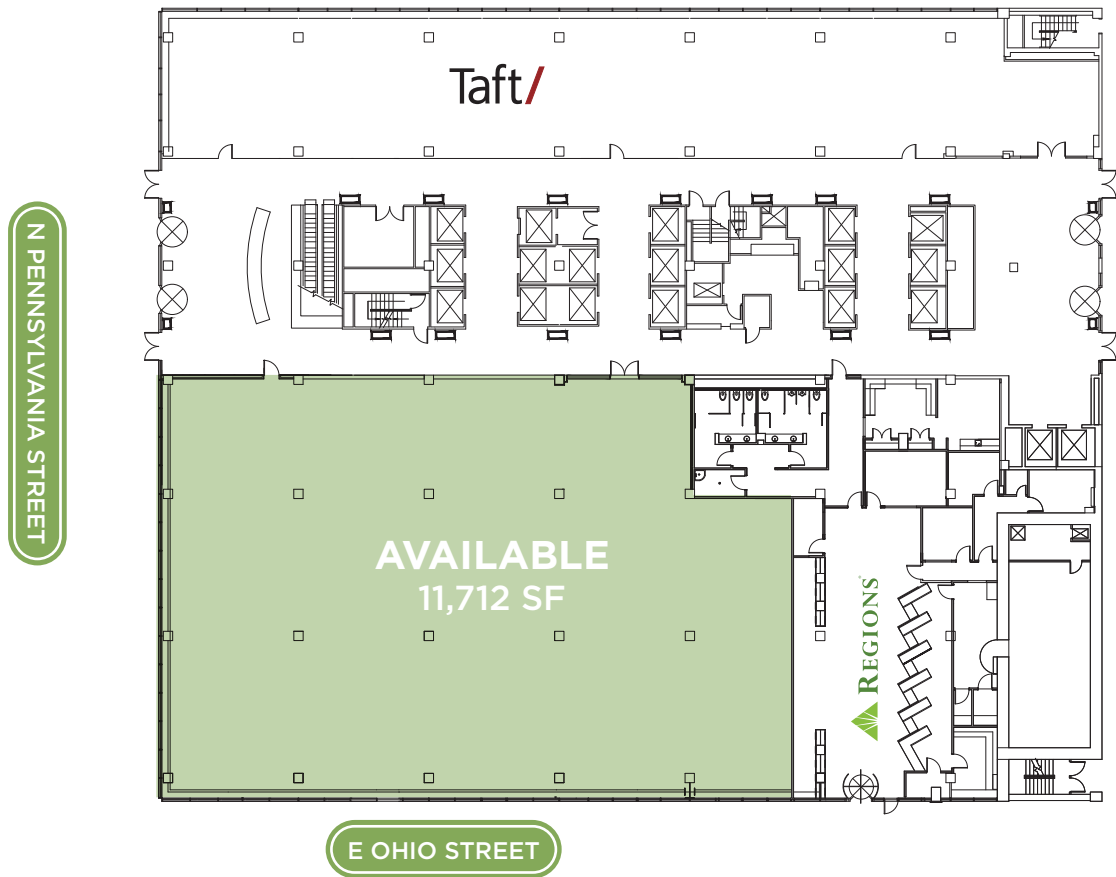 Taft/
N PENNSYLVANIA STREET
AVAILABLE
11,712 SF
REGIONS
E OHIO STREET